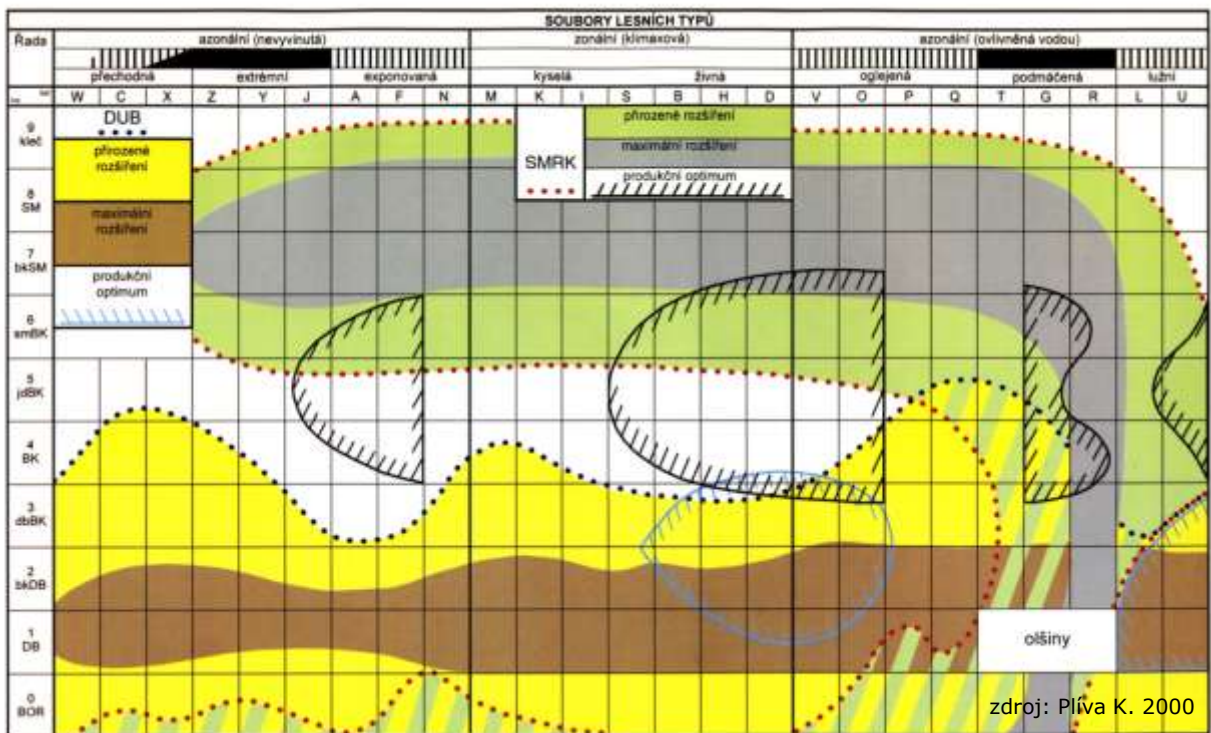 SOUBORY LESNÍCH TYPŮ
Řada
azonální (nevyvinutá)
zonální (klimaxová)
azonální (ovlivněná vodou)
přechodná
extrémní
exponovaná
kyselá
živná
oglejená
podmáčená
lužní
W C X Z Y J A F N M K I S B H D V O P Q T G R L U
9
kleč
DUB
přirozené
rozšíření
maximální
rozšíření
produkční
optimum
SMRK
přirozené rozšíření
maximální rozšíření
produkční optimum
8
SM
7
bkSM
6
smBK
5
jdBK
4
BK
3
dbBK
2
bkDB
1
DB
olšiny
0
BOR
zdroj: Plíva K. 2000